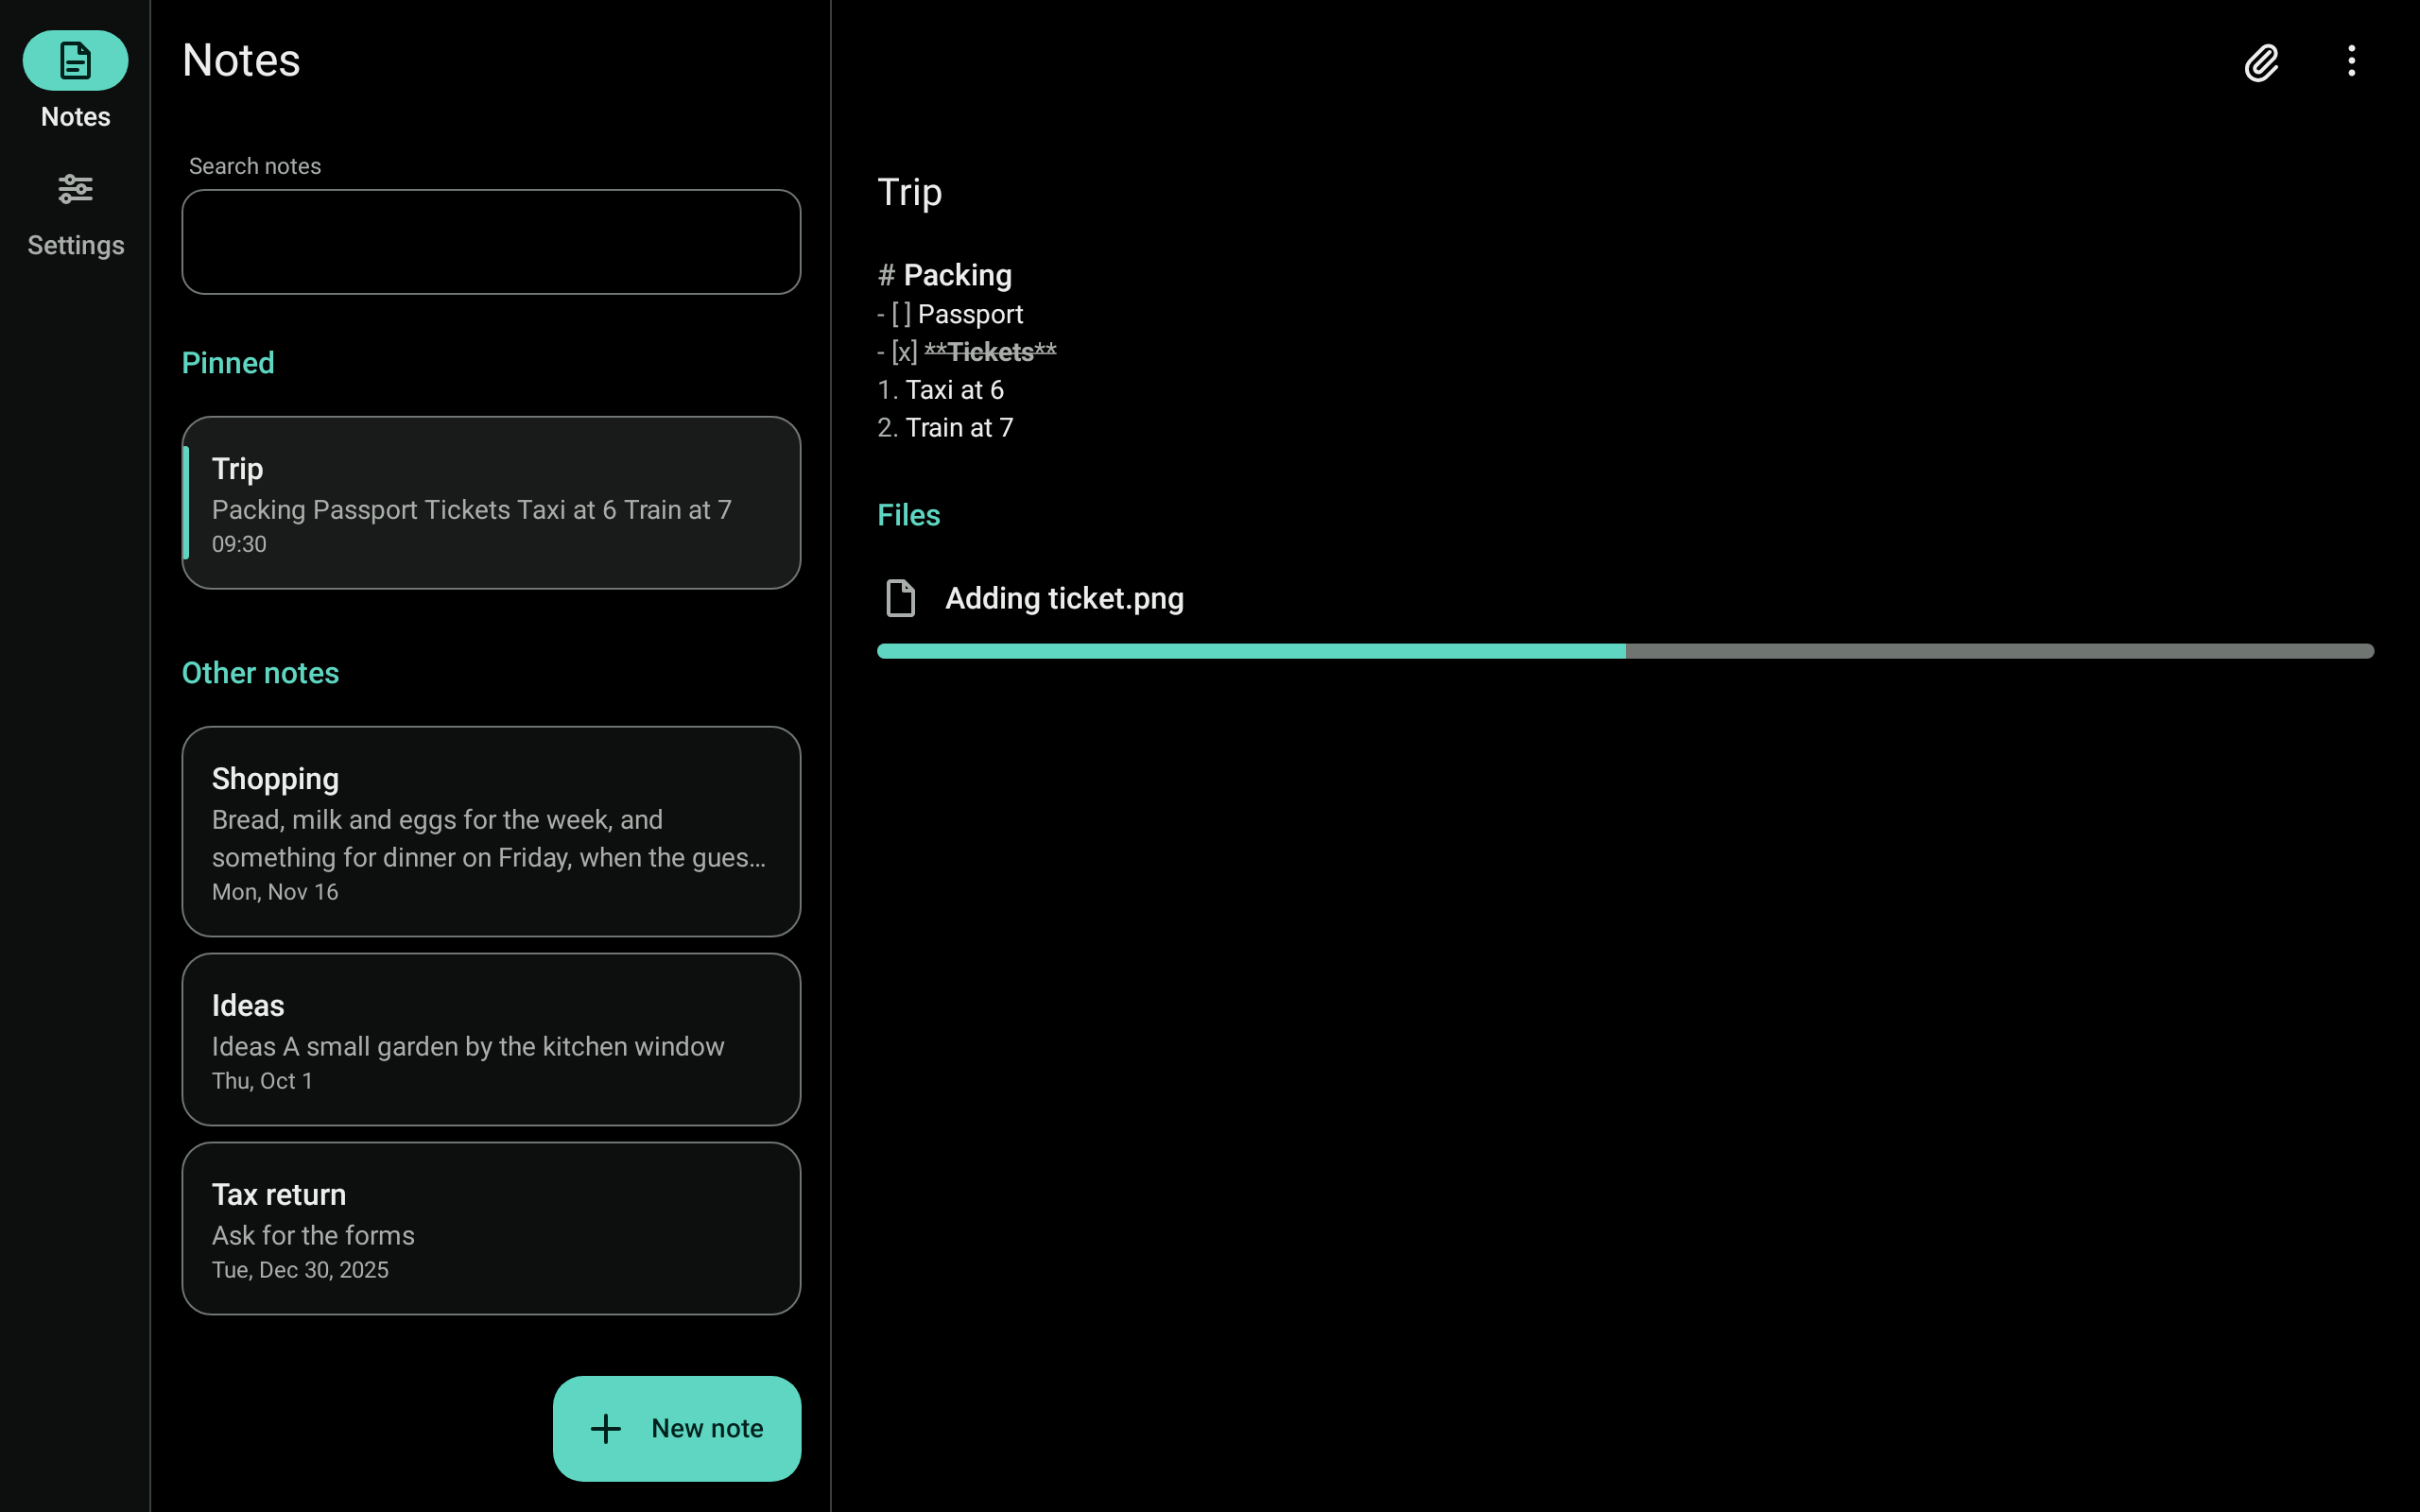 Notes
Settings
Notes
Search notes
Pinned
Trip
Packing Passport Tickets Taxi at 6 Train at 7
09:30
Other notes
Shopping
Bread, milk and eggs for the week, and
something for dinner on Friday, when the gues…
Mon, Nov 16
Ideas
Ideas A small garden by the kitchen window
Thu, Oct 1
Tax return
Ask for the forms
Tue, Dec 30, 2025
New note
Trip
# Packing
- [ ] Passport
- [x] **Tickets**
1. Taxi at 6
2. Train at 7
Files
Adding ticket.png